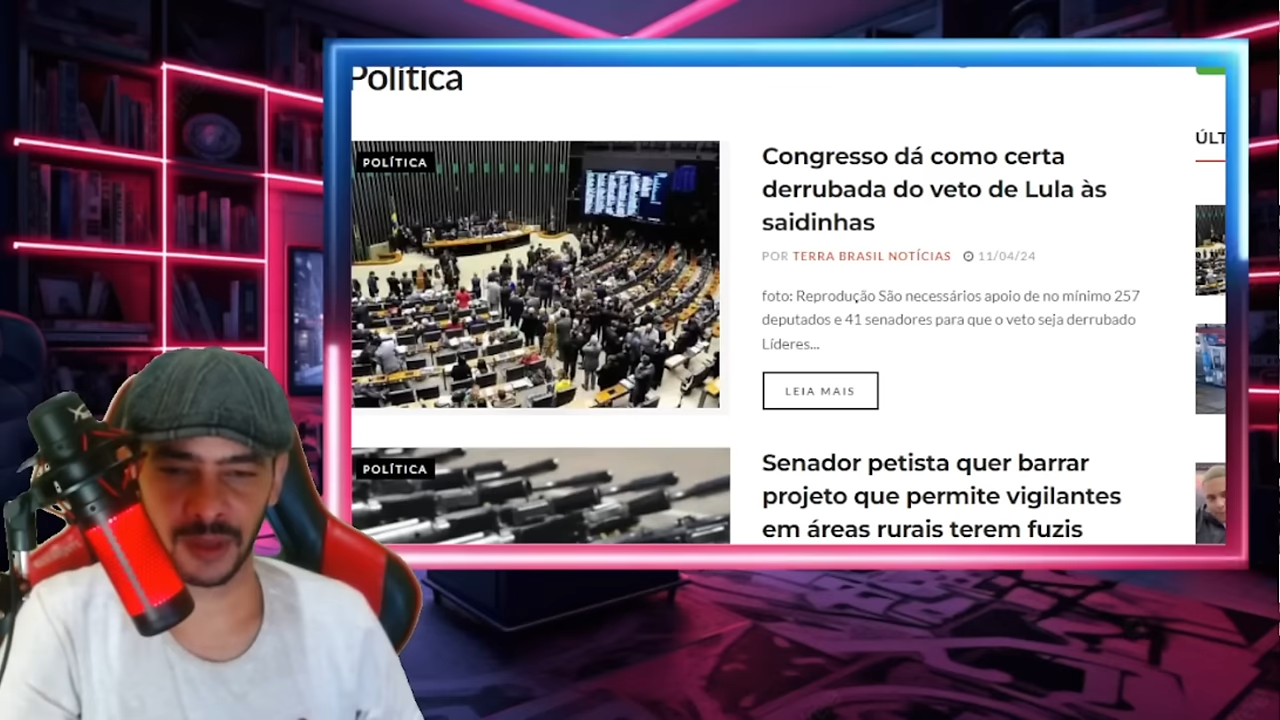 Política
POLÍTICA
Congresso dá como certa
derrubada do veto de Lula às
saidinhas
POR TERRA BRASIL NOTÍCIAS 11/04/24
foto: Reprodução São necessários apoio de no mínimo 257
deputados e 41 senadores para que o veto seja derrubado
Líderes...
LEIA MAIS
POLÍTICA
Senador petista quer barrar
projeto que permite vigilantes
em áreas rurais terem fuzis
ÚLT